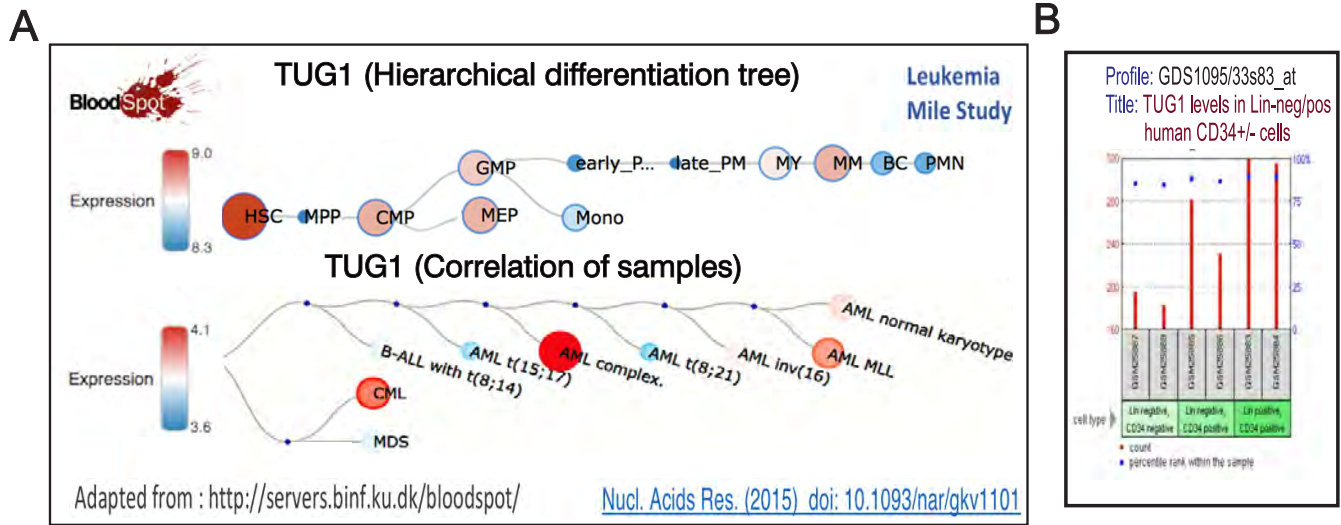 A
BloodSpot
TUG1 (Hierarchical differentiation tree)
Leukemia
Mile Study
9.0
Expression
8.3
HSC
MPP
CMP
GMP
MEP
early_P...
late_PM
MY
MM
BC
PMN
Mono
TUG1 (Correlation of samples)
4.1
Expression
3.6
B-ALL with t(8;14)
AML t(15;17)
AML complex.
AML t(8;21)
AML inv(16)
AML MLL
AML normal karyotype
CML
MDS
Adapted from : http://servers.binf.ku.dk/bloodspot/
Nucl. Acids Res. (2015) doi: 10.1093/nar/gkv1101
B
Profile: GDS1095/33s83_at
Title: TUG1 levels in Lin-neg/pos
human CD34+/- cells
100%
280
75
240
50
200
25
0
cell type
Lin negative,
CD34 negative
Lin negative,
CD34 positive
Lin positive,
CD34 positive
count
percentile rank within the sample